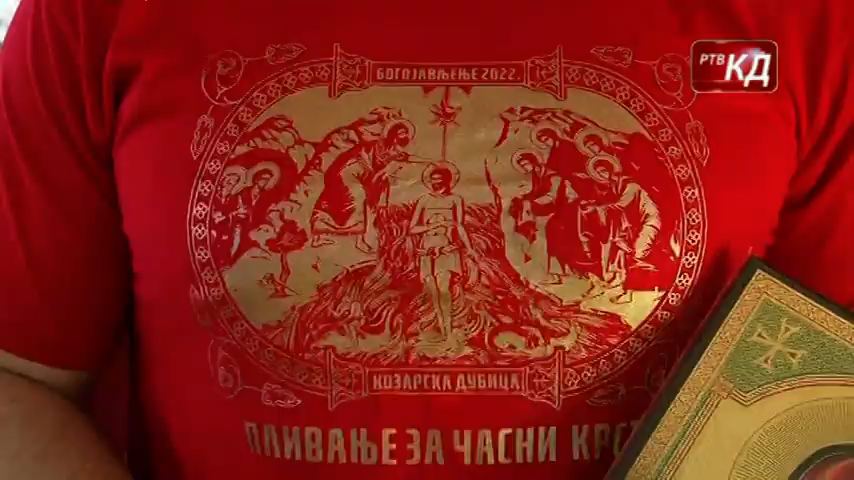 РТВ КД
БОГОЈАВЉЕЊЕ 2022.
КОЗАРСКА ДУБИЦА
ПЛИВАЊЕ ЗА ЧАСНИ